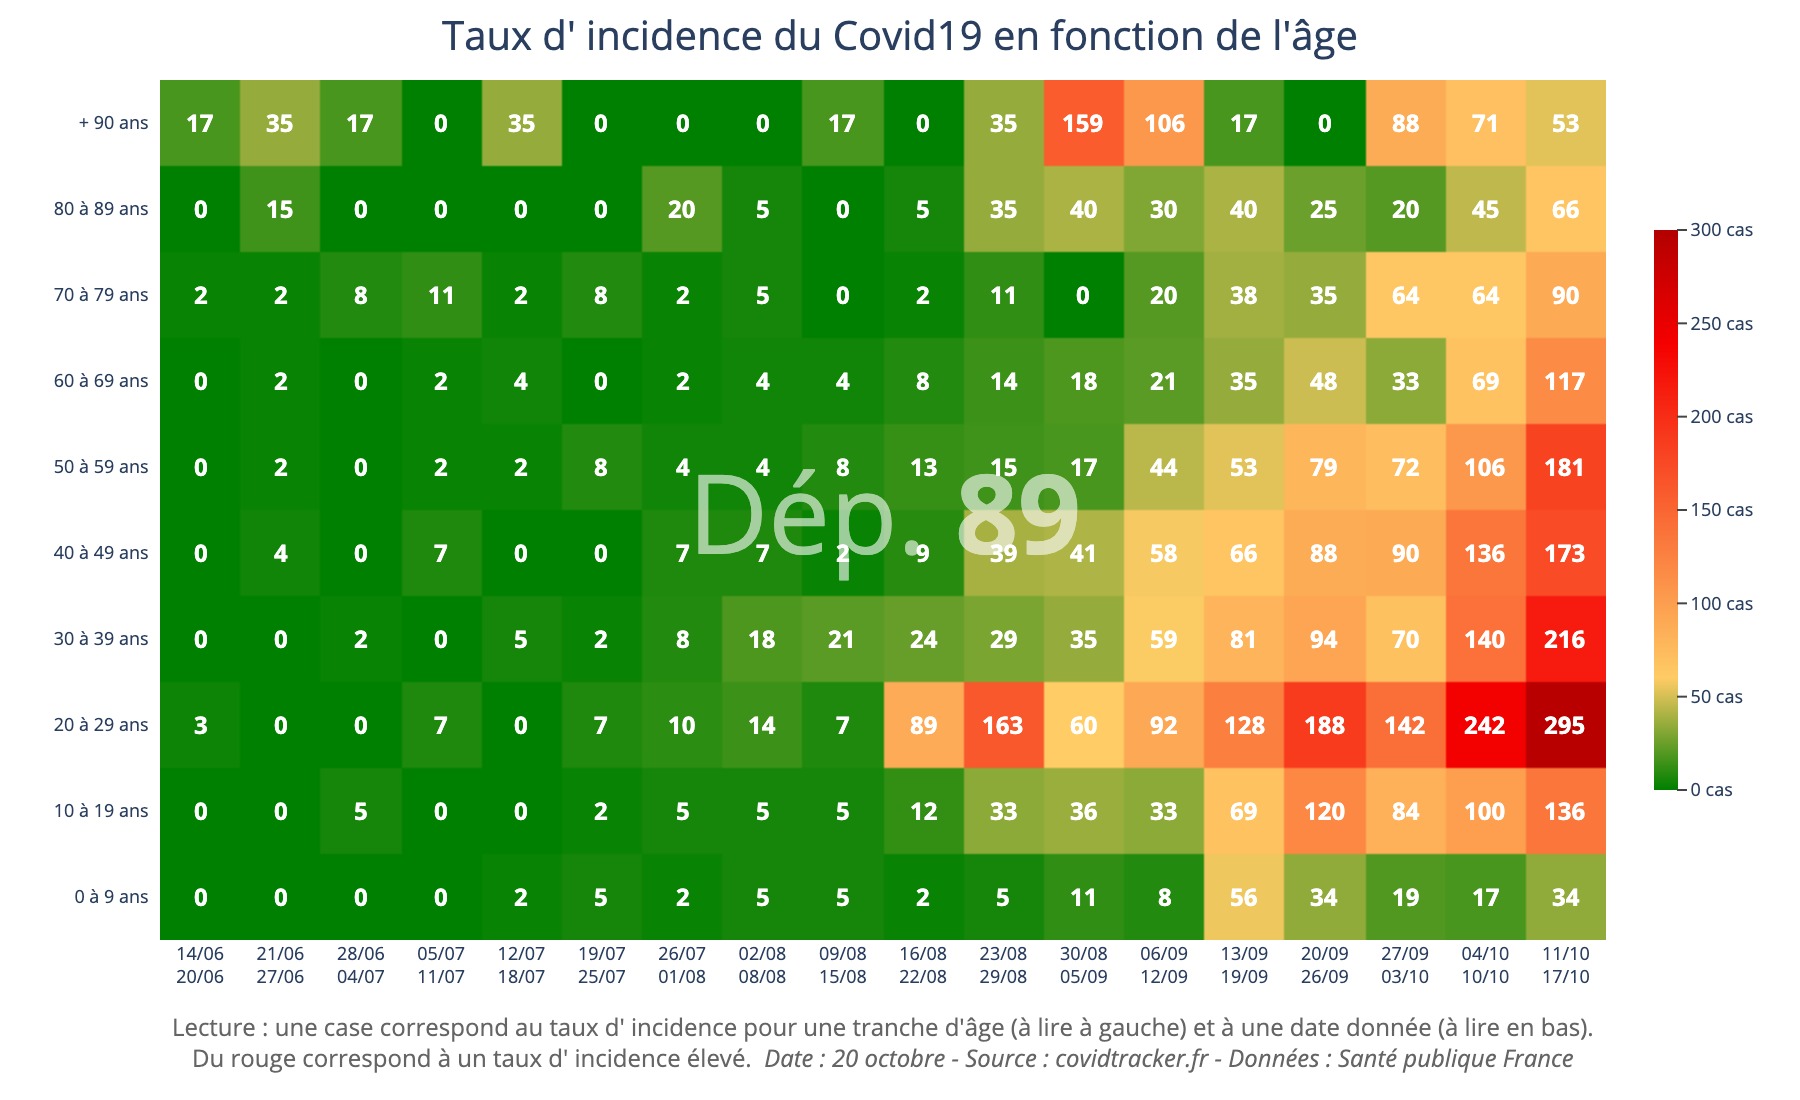 Taux d' incidence du Covid19 en fonction de l'âge
+ 90 ans 17 35 17 0 35 0 0 0 17 0 35 159 106 17 0 88 71 53
80 à 89 ans 0 15 0 0 0 0 20 5 0 5 35 40 30 40 25 20 45 66
70 à 79 ans 2 2 8 11 2 8 2 5 0 2 11 0 20 38 35 64 64 90
60 à 69 ans 0 2 0 2 4 0 2 4 4 8 14 18 21 35 48 33 69 117
50 à 59 ans 0 2 0 2 2 8 4 4 8 13 15 17 44 53 79 72 106 181
Dép. 89
40 à 49 ans 0 4 0 7 0 0 7 7 2 9 39 41 58 66 88 90 136 173
30 à 39 ans 0 0 2 0 5 2 8 18 21 24 29 35 59 81 94 70 140 216
20 à 29 ans 3 0 0 7 0 7 10 14 7 89 163 60 92 128 188 142 242 295
10 à 19 ans 0 0 5 0 0 2 5 5 5 12 33 36 33 69 120 84 100 136
0 à 9 ans 0 0 0 0 2 5 2 5 5 2 5 11 8 56 34 19 17 34
14/06 21/06 28/06 05/07 12/07 19/07 26/07 02/08 09/08 16/08 23/08 30/08 06/09 13/09 20/09 27/09 04/10 11/10
20/06 27/06 04/07 11/07 18/07 25/07 01/08 08/08 15/08 22/08 29/08 05/09 12/09 19/09 26/09 03/10 10/10 17/10
300 cas
250 cas
200 cas
150 cas
100 cas
50 cas
0 cas
Lecture : une case correspond au taux d' incidence pour une tranche d'âge (à lire à gauche) et à une date donnée (à lire en bas).
Du rouge correspond à un taux d' incidence élevé. Date : 20 octobre - Source : covidtracker.fr - Données : Santé publique France